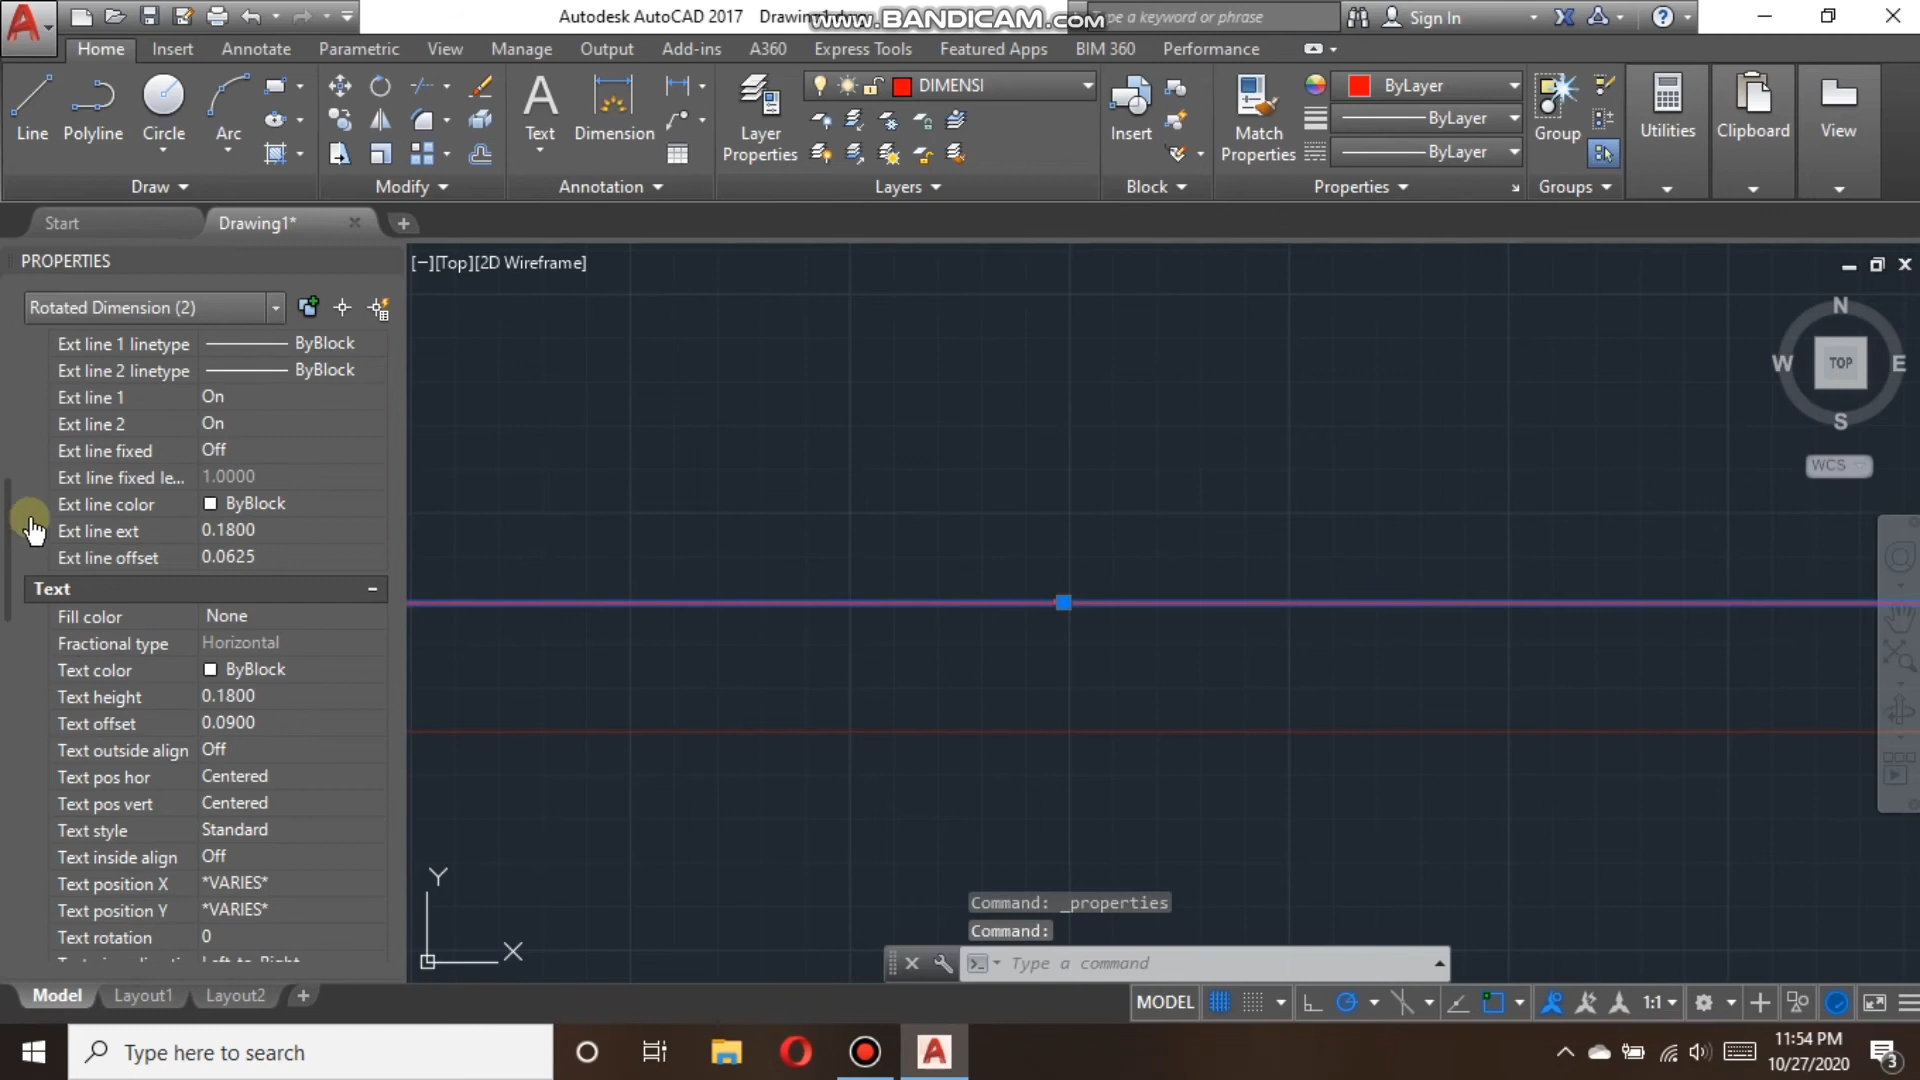 Autodesk AutoCAD 2017
www.BANDICAM.com
Type a keyword or phrase
Sign In
Home
Insert
Annotate
Parametric
View
Manage
Output
Add-ins
A360
Express Tools
Featured Apps
BIM 360
Performance
DIMENSI
ByLayer
ByLayer
ByLayer
Line
Polyline
Circle
Arc
Text
Dimension
Layer Properties
Insert
Match Properties
Group
Utilities
Clipboard
View
Draw
Modify
Annotation
Layers
Block
Properties
Groups
Start
Drawing1*
PROPERTIES
[−][Top][2D Wireframe]
Rotated Dimension (2)
Ext line 1 linetype ByBlock
Ext line 2 linetype ByBlock
Ext line 1 On
Ext line 2 On
Ext line fixed Off
Ext line fixed le... 1.0000
Ext line color ByBlock
Ext line ext 0.1800
Ext line offset 0.0625
Text
Fill color None
Fractional type Horizontal
Text color ByBlock
Text height 0.1800
Text offset 0.0900
Text outside align Off
Text pos hor Centered
Text pos vert Centered
Text style Standard
Text inside align Off
Text position X *VARIES*
Text position Y *VARIES*
Text rotation 0
N
W
TOP
E
S
WCS
Y
X
Command: _properties
Command:
Type a command
Model
Layout1
Layout2
MODEL
1:1
Type here to search
11:54 PM
10/27/2020
3